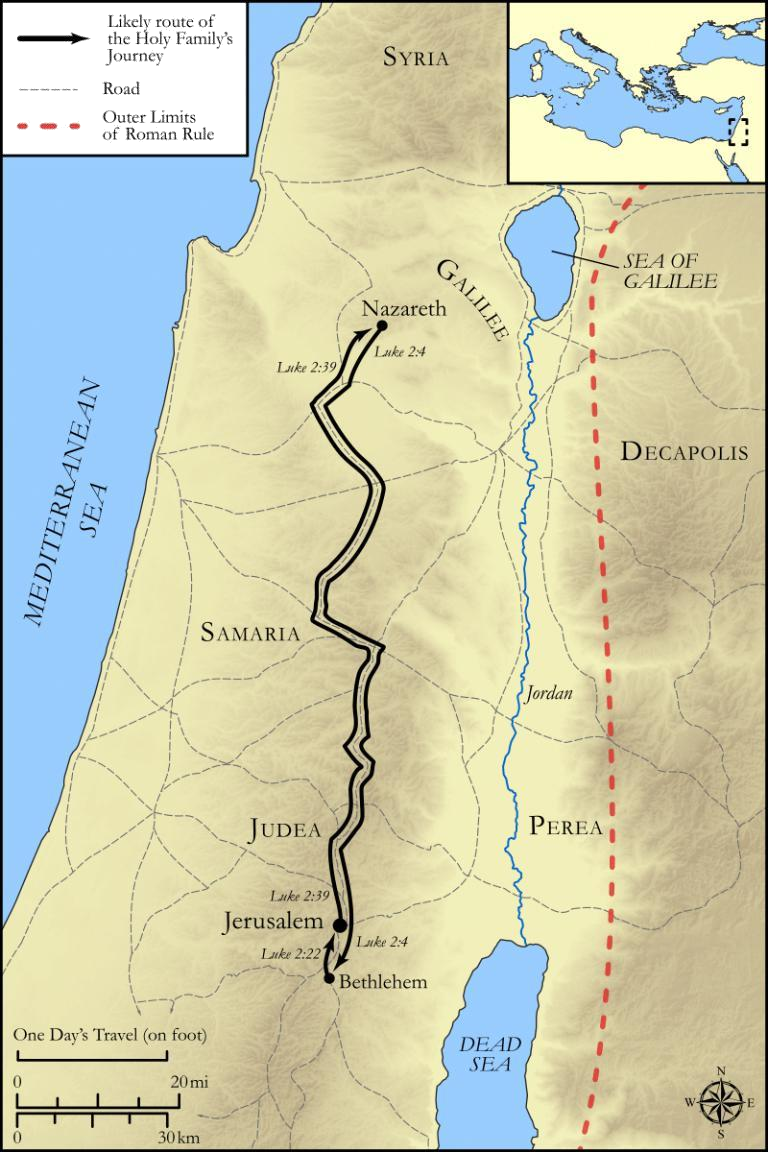 Likely route of
the Holy Family's
Journey
Road
Outer Limits
of Roman Rule
SYRIA
SEA OF
GALILEE
GALILEE
Nazareth
Luke 2:39
Luke 2:4
MEDITERRANEAN
SEA
DECAPOLIS
SAMARIA
Jordan
JUDEA
PEREA
Luke 2:39
Jerusalem
Luke 2:22
Luke 2:4
Bethlehem
One Day's Travel (on foot)
0 20 mi
0 30 km
DEAD
SEA
N
W E
S